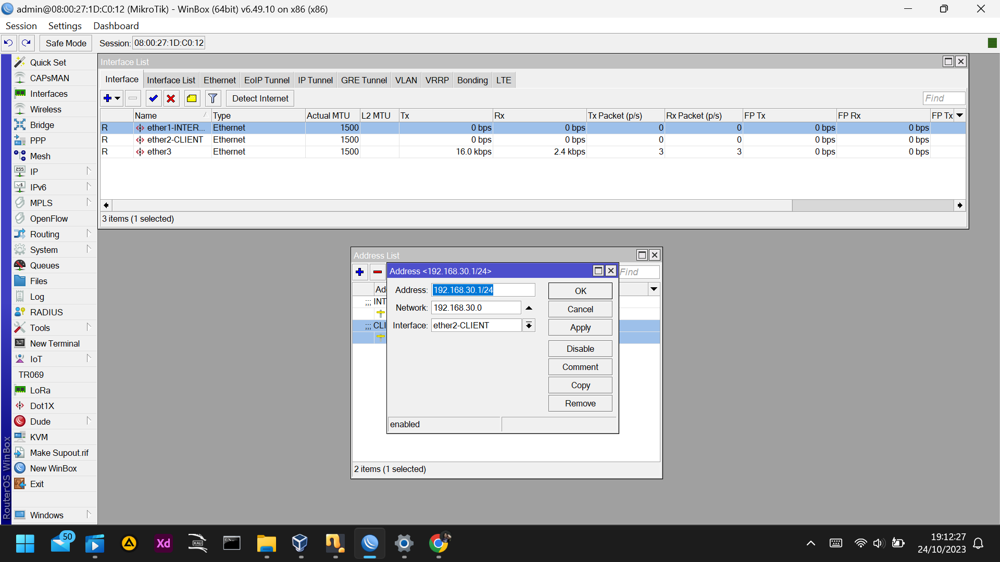 admin@08:00:27:1D:C0:12 (MikroTik) - WinBox (64bit) v6.49.10 on x86 (x86)
Session Settings Dashboard
Safe Mode Session: 08:00:27:1D:C0:12
Interface List
Interface Interface List Ethernet EoIP Tunnel IP Tunnel GRE Tunnel VLAN VRRP Bonding LTE
Detect Internet Find
Name Type Actual MTU L2 MTU Tx Rx Tx Packet (p/s) Rx Packet (p/s) FP Tx FP Rx FP Tx
R ether1-INTER... Ethernet 1500 0 bps 0 bps 0 0 0 bps 0 bps
R ether2-CLIENT Ethernet 1500 0 bps 0 bps 0 0 0 bps 0 bps
R ether3 Ethernet 1500 16.0 kbps 2.4 kbps 3 3 0 bps 0 bps
3 items (1 selected)
Quick Set
CAPsMAN
Interfaces
Wireless
Bridge
PPP
Mesh
255 IP
v6 IPv6
MPLS
OpenFlow
Routing
System
Queues
Files
Log
RADIUS
Tools
New Terminal
IoT
TR069
LoRa
Dot1X
Dude
KVM
Make Supout.rif
New WinBox
Exit
Windows
RouterOS WinBox
Address List
Find
Ad
;;; INT
;;; CLI
Address <192.168.30.1/24>
Address: 192.168.30.1/24
Network: 192.168.30.0
Interface: ether2-CLIENT
OK
Cancel
Apply
Disable
Comment
Copy
Remove
enabled
2 items (1 selected)
50
Xd
KALI
19:12:27
24/10/2023